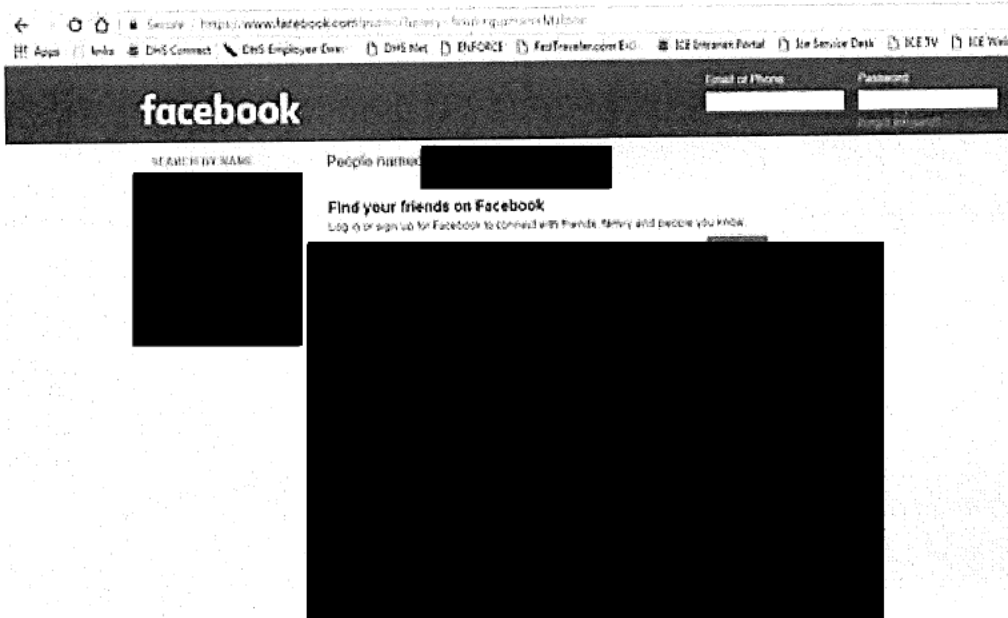 Secure https://www.facebook.com/
Apps links DHS Connect DHS Employee DHS Net ENFORCE FedTraveler.com ICE Intranet Portal Ice Service Desk ICE TV ICE
Email or Phone Password
facebook
SEARCH BY NAME
People named
Find your friends on Facebook
Log in or sign up for Facebook to connect with friends, family and people you know.